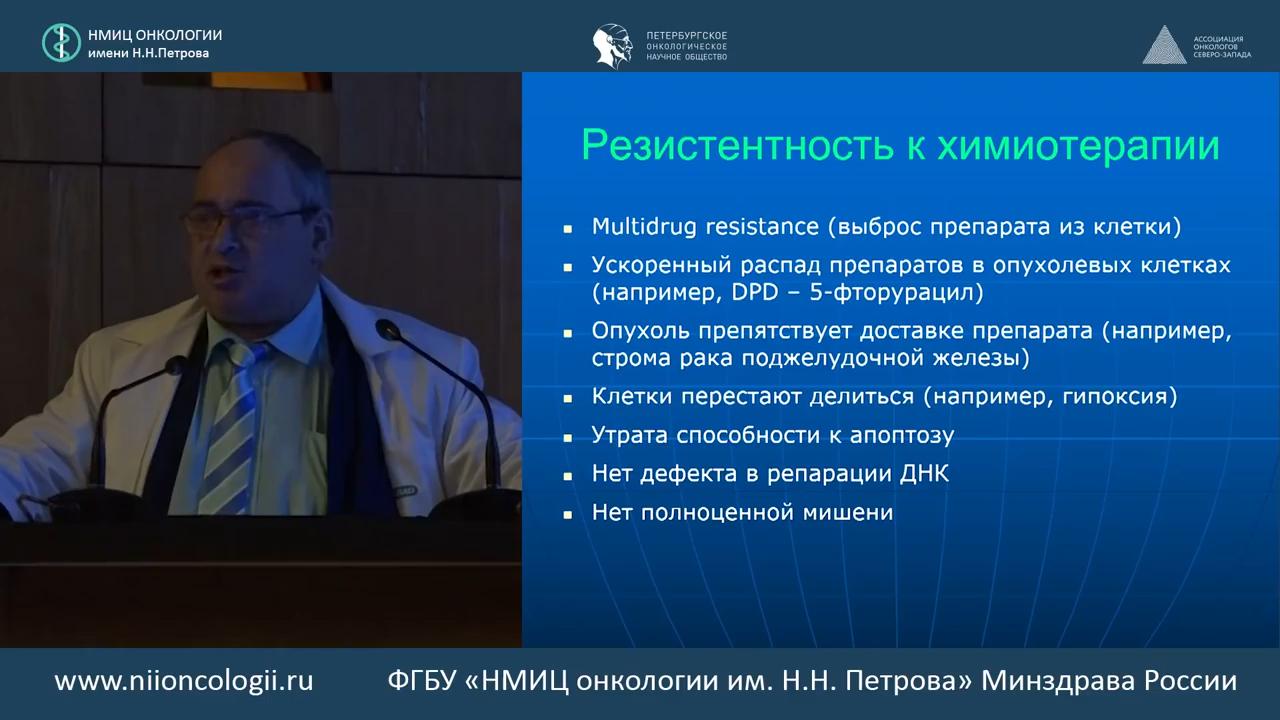 НМИЦ ОНКОЛОГИИ
имени Н.Н.Петрова
ПЕТЕРБУРГСКОЕ
ОНКОЛОГИЧЕСКОЕ
НАУЧНОЕ ОБЩЕСТВО
АССОЦИАЦИЯ
ОНКОЛОГОВ
СЕВЕРО-ЗАПАДА
Резистентность к химиотерапии
Multidrug resistance (выброс препарата из клетки)
Ускоренный распад препаратов в опухолевых клетках
(например, DPD – 5-фторурацил)
Опухоль препятствует доставке препарата (например,
строма рака поджелудочной железы)
Клетки перестают делиться (например, гипоксия)
Утрата способности к апоптозу
Нет дефекта в репарации ДНК
Нет полноценной мишени
www.niioncologii.ru
ФГБУ «НМИЦ онкологии им. Н.Н. Петрова» Минздрава России